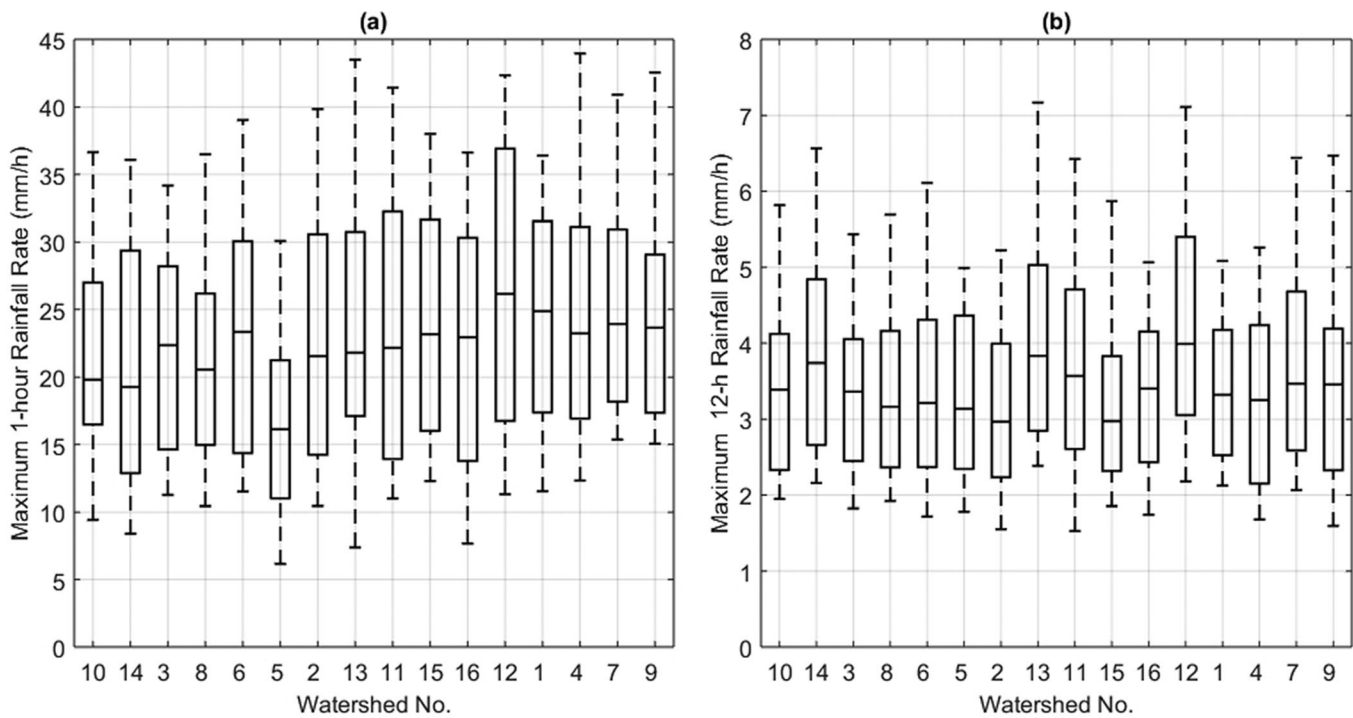 (a)
Maximum 1-hour Rainfall Rate (mm/h)
45
40
35
30
25
20
15
10
5
0
10 14 3 8 6 5 2 13 11 15 16 12 1 4 7 9
Watershed No.
(b)
Maximum 12-h Rainfall Rate (mm/h)
8
7
6
5
4
3
2
1
0
10 14 3 8 6 5 2 13 11 15 16 12 1 4 7 9
Watershed No.